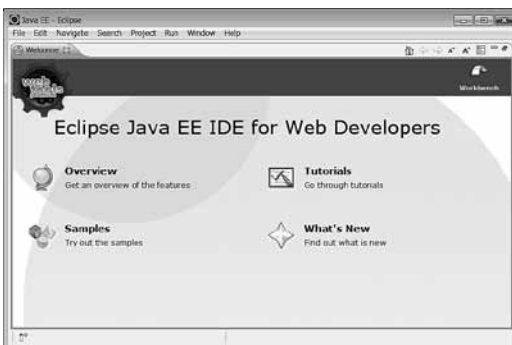 Java EE - Eclipse
File Edit Navigate Search Project Run Window Help
Welcome
web
Workbench
Eclipse Java EE IDE for Web Developers
Overview
Get an overview of the features
Tutorials
Go through tutorials
Samples
Try out the samples
What's New
Find out what is new